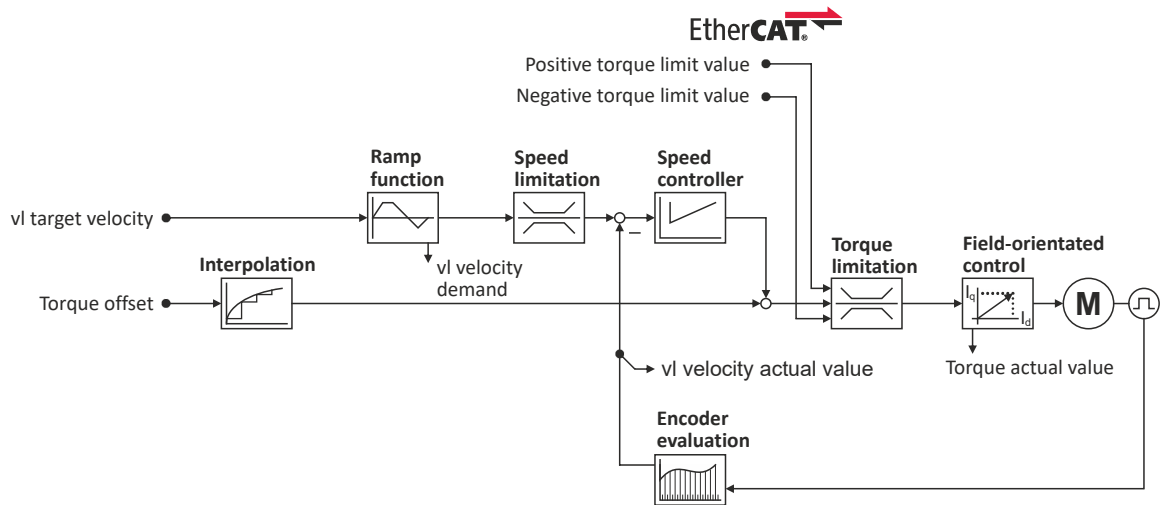 EtherCAT®
Positive torque limit value
Negative torque limit value
Ramp
function
Speed
limitation
Speed
controller
vl target velocity
–
vl velocity
demand
Interpolation
Torque offset
Torque
limitation
Field-orientated
control
Iq
Id
M
vl velocity actual value
Torque actual value
Encoder
evaluation